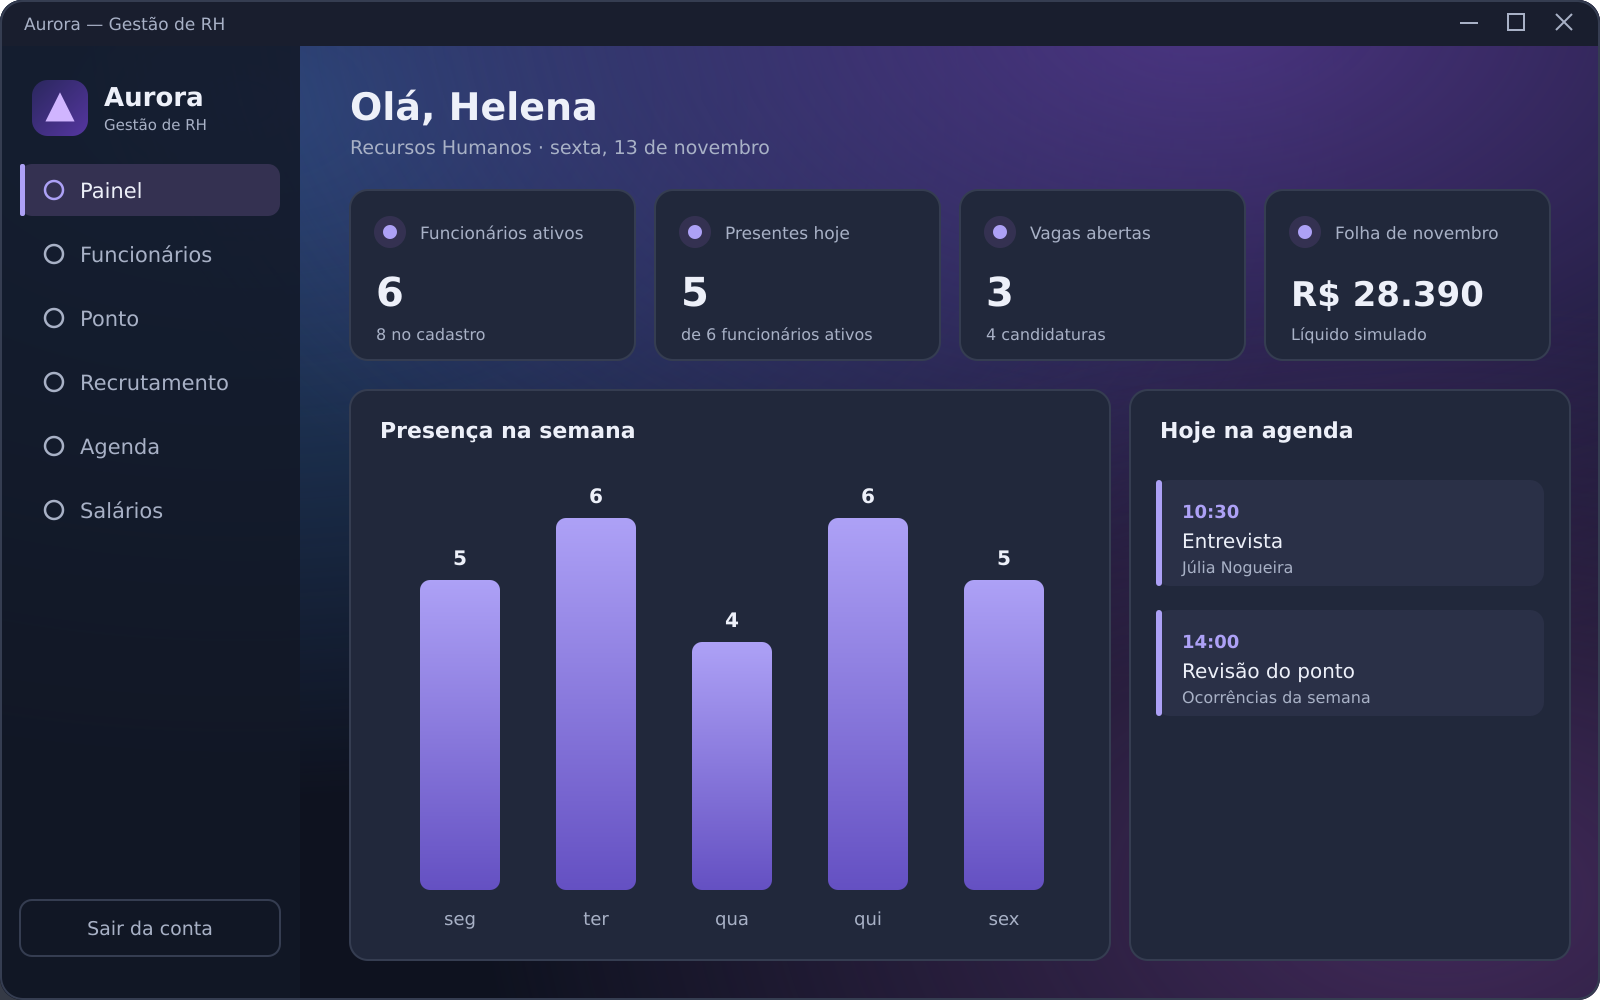 Aurora — Gestão de RH
Aurora
Gestão de RH
Painel
Funcionários
Ponto
Recrutamento
Agenda
Salários
Sair da conta
Olá, Helena
Recursos Humanos · sexta, 13 de novembro
Funcionários ativos
6
8 no cadastro
Presentes hoje
5
de 6 funcionários ativos
Vagas abertas
3
4 candidaturas
Folha de novembro
R$ 28.390
Líquido simulado
Presença na semana
5
6
4
6
5
seg
ter
qua
qui
sex
Hoje na agenda
10:30
Entrevista
Júlia Nogueira
14:00
Revisão do ponto
Ocorrências da semana